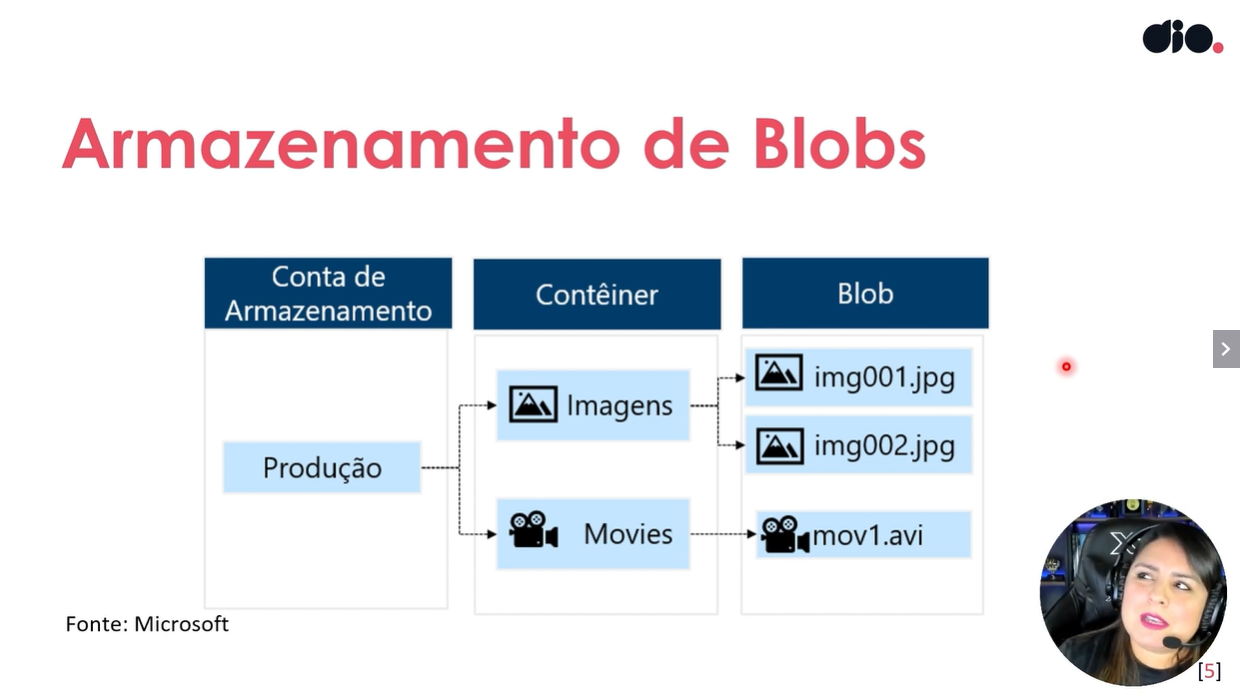 dio.
Armazenamento de Blobs
Conta de
Armazenamento
Contêiner
Blob
Produção
Imagens
Movies
img001.jpg
img002.jpg
mov1.avi
Fonte: Microsoft
[5]